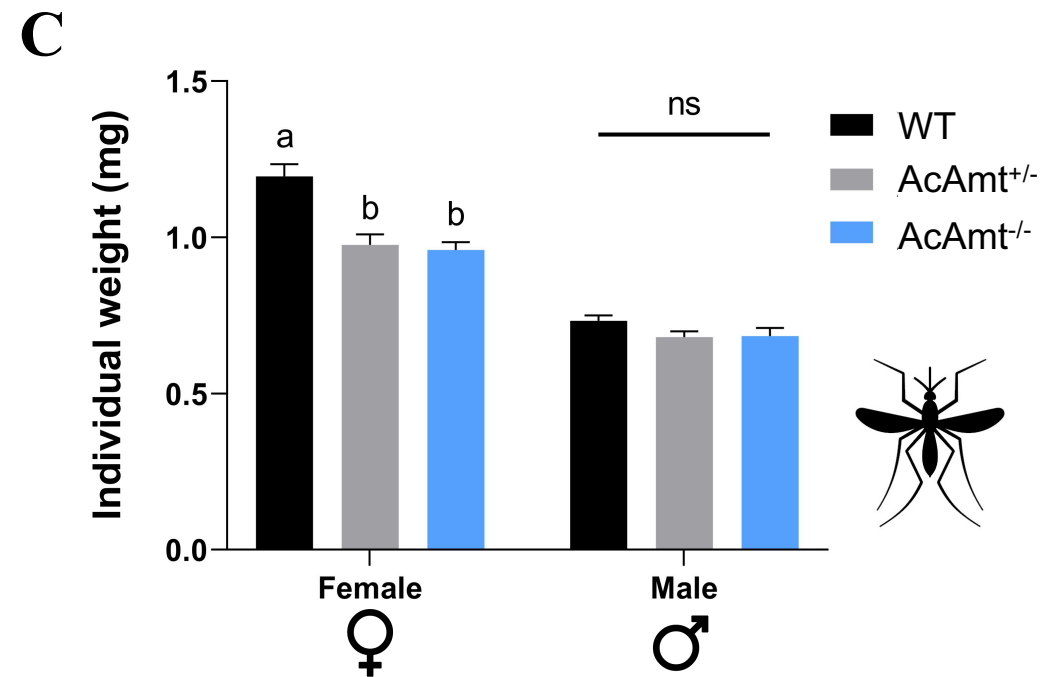 C
Individual weight (mg)
1.5
1.0
0.5
0.0
a
b
b
ns
WT
AcAmt+/-
AcAmt-/-
Female
Male
♀
♂